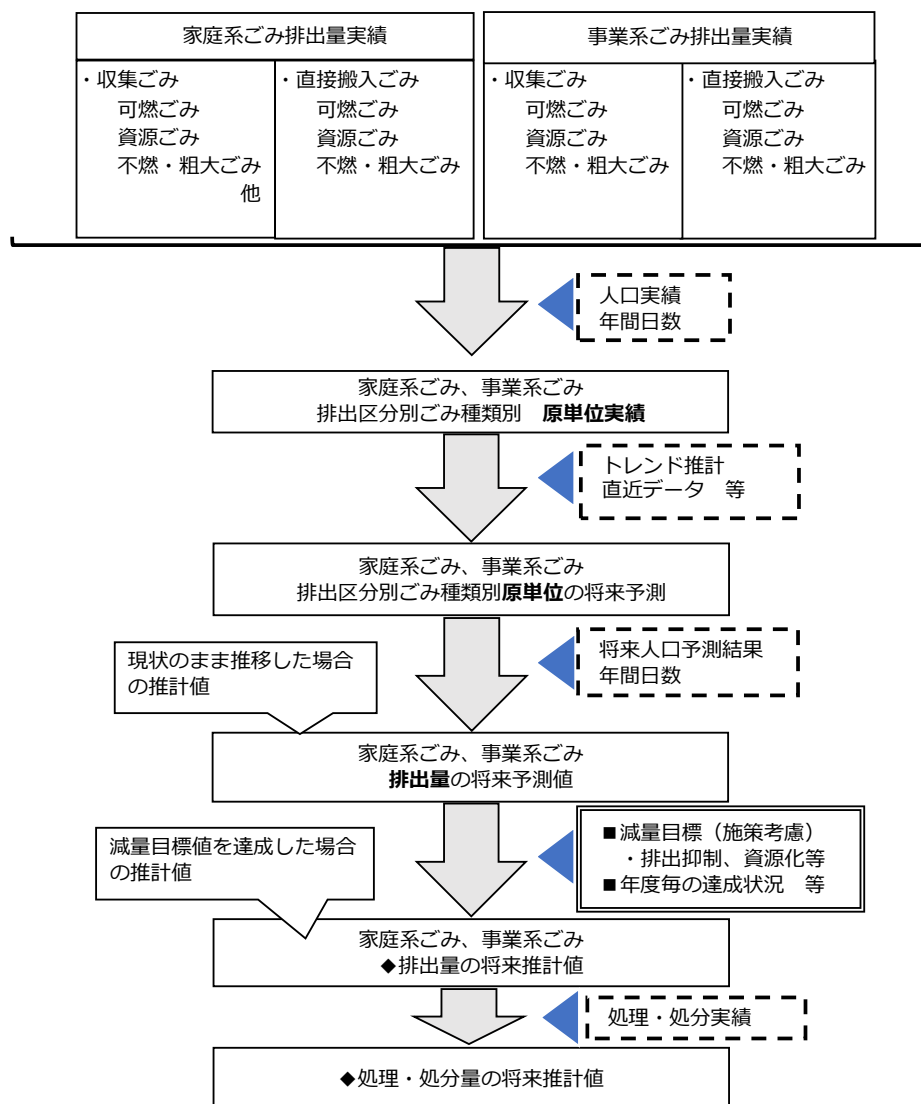 家庭系ごみ排出量実績
・収集ごみ
可燃ごみ
資源ごみ
不燃・粗大ごみ
他
・直接搬入ごみ
可燃ごみ
資源ごみ
不燃・粗大ごみ
事業系ごみ排出量実績
・収集ごみ
可燃ごみ
資源ごみ
不燃・粗大ごみ
・直接搬入ごみ
可燃ごみ
資源ごみ
不燃・粗大ごみ
人口実績
年間日数
家庭系ごみ、事業系ごみ
排出区分別ごみ種類別 原単位実績
トレンド推計
直近データ 等
家庭系ごみ、事業系ごみ
排出区分別ごみ種類別原単位の将来予測
将来人口予測結果
年間日数
現状のまま推移した場合
の推計値
家庭系ごみ、事業系ごみ
排出量の将来予測値
■減量目標（施策考慮）
・排出抑制、資源化等
■年度毎の達成状況 等
減量目標値を達成した場合
の推計値
家庭系ごみ、事業系ごみ
◆排出量の将来推計値
処理・処分実績
◆処理・処分量の将来推計値